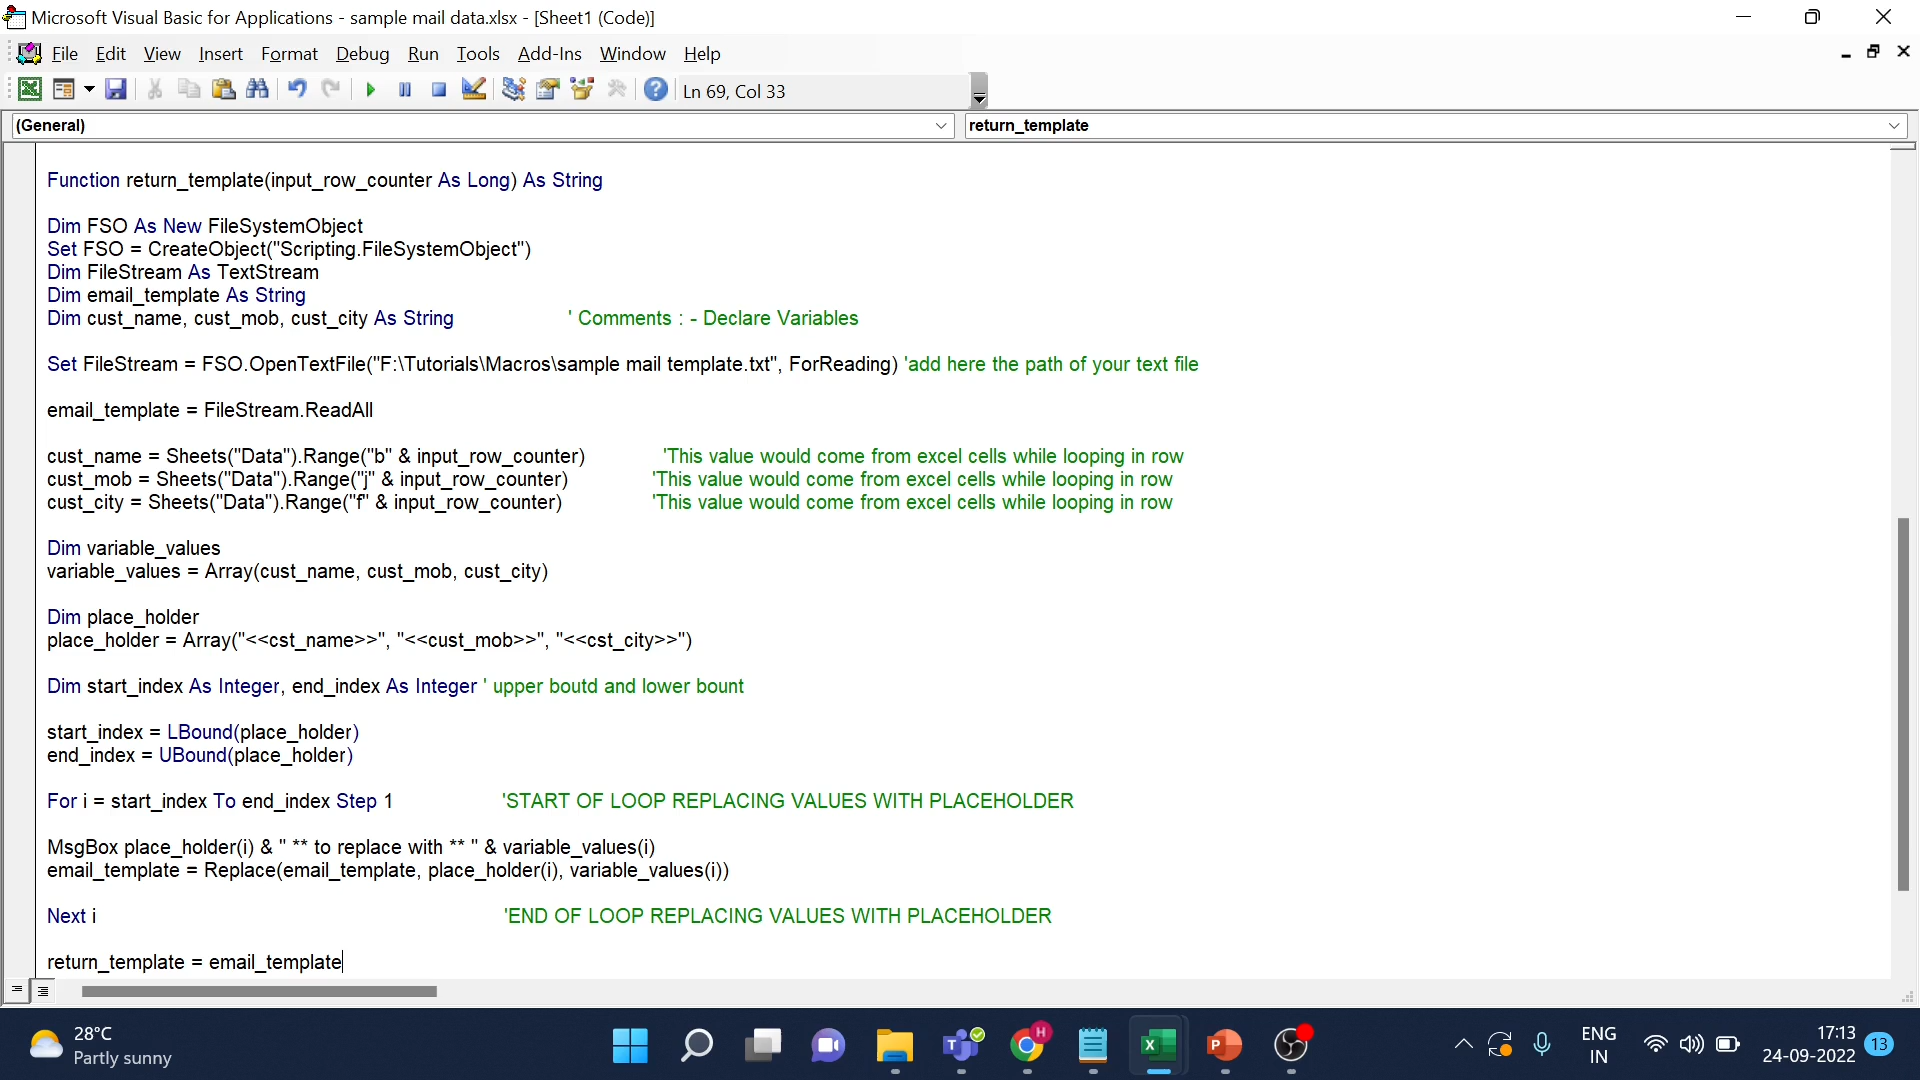 Microsoft Visual Basic for Applications - sample mail data.xlsx - [Sheet1 (Code)]
File Edit View Insert Format Debug Run Tools Add-Ins Window Help
Ln 69, Col 33
(General) return_template
Function return_template(input_row_counter As Long) As String
Dim FSO As New FileSystemObject
Set FSO = CreateObject("Scripting.FileSystemObject")
Dim FileStream As TextStream
Dim email_template As String
Dim cust_name, cust_mob, cust_city As String ' Comments : - Declare Variables
Set FileStream = FSO.OpenTextFile("F:\Tutorials\Macros\sample mail template.txt", ForReading) 'add here the path of your text file
email_template = FileStream.ReadAll
cust_name = Sheets("Data").Range("b" & input_row_counter) 'This value would come from excel cells while looping in row
cust_mob = Sheets("Data").Range("j" & input_row_counter) 'This value would come from excel cells while looping in row
cust_city = Sheets("Data").Range("f" & input_row_counter) 'This value would come from excel cells while looping in row
Dim variable_values
variable_values = Array(cust_name, cust_mob, cust_city)
Dim place_holder
place_holder = Array("<<cst_name>>", "<<cust_mob>>", "<<cst_city>>")
Dim start_index As Integer, end_index As Integer ' upper boutd and lower bount
start_index = LBound(place_holder)
end_index = UBound(place_holder)
For i = start_index To end_index Step 1 'START OF LOOP REPLACING VALUES WITH PLACEHOLDER
MsgBox place_holder(i) & " ** to replace with ** " & variable_values(i)
email_template = Replace(email_template, place_holder(i), variable_values(i))
Next i 'END OF LOOP REPLACING VALUES WITH PLACEHOLDER
return_template = email_template
28°C
Partly sunny
H
ENG
IN
17:13
24-09-2022
13